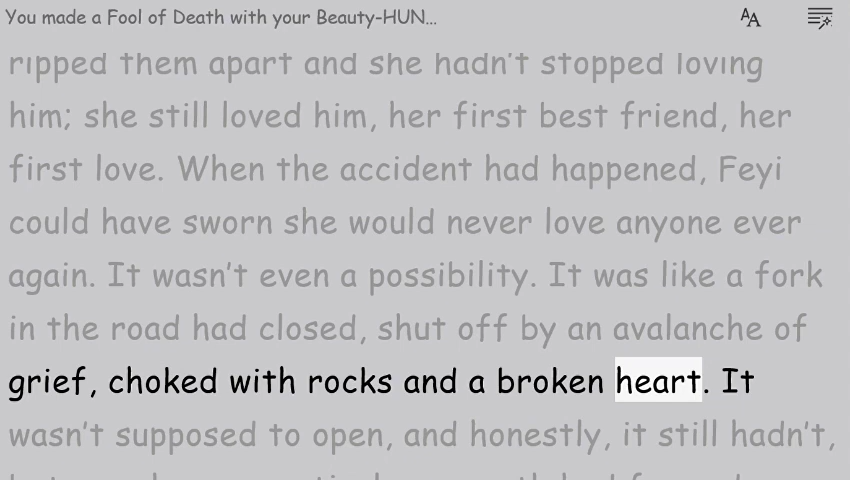 You made a Fool of Death with your Beauty-HUN...
AA
ripped them apart and she hadn't stopped loving
him; she still loved him, her first best friend, her
first love. When the accident had happened, Feyi
could have sworn she would never love anyone ever
again. It wasn't even a possibility. It was like a fork
in the road had closed, shut off by an avalanche of
grief, choked with rocks and a broken heart. It
wasn't supposed to open, and honestly, it still hadn't,